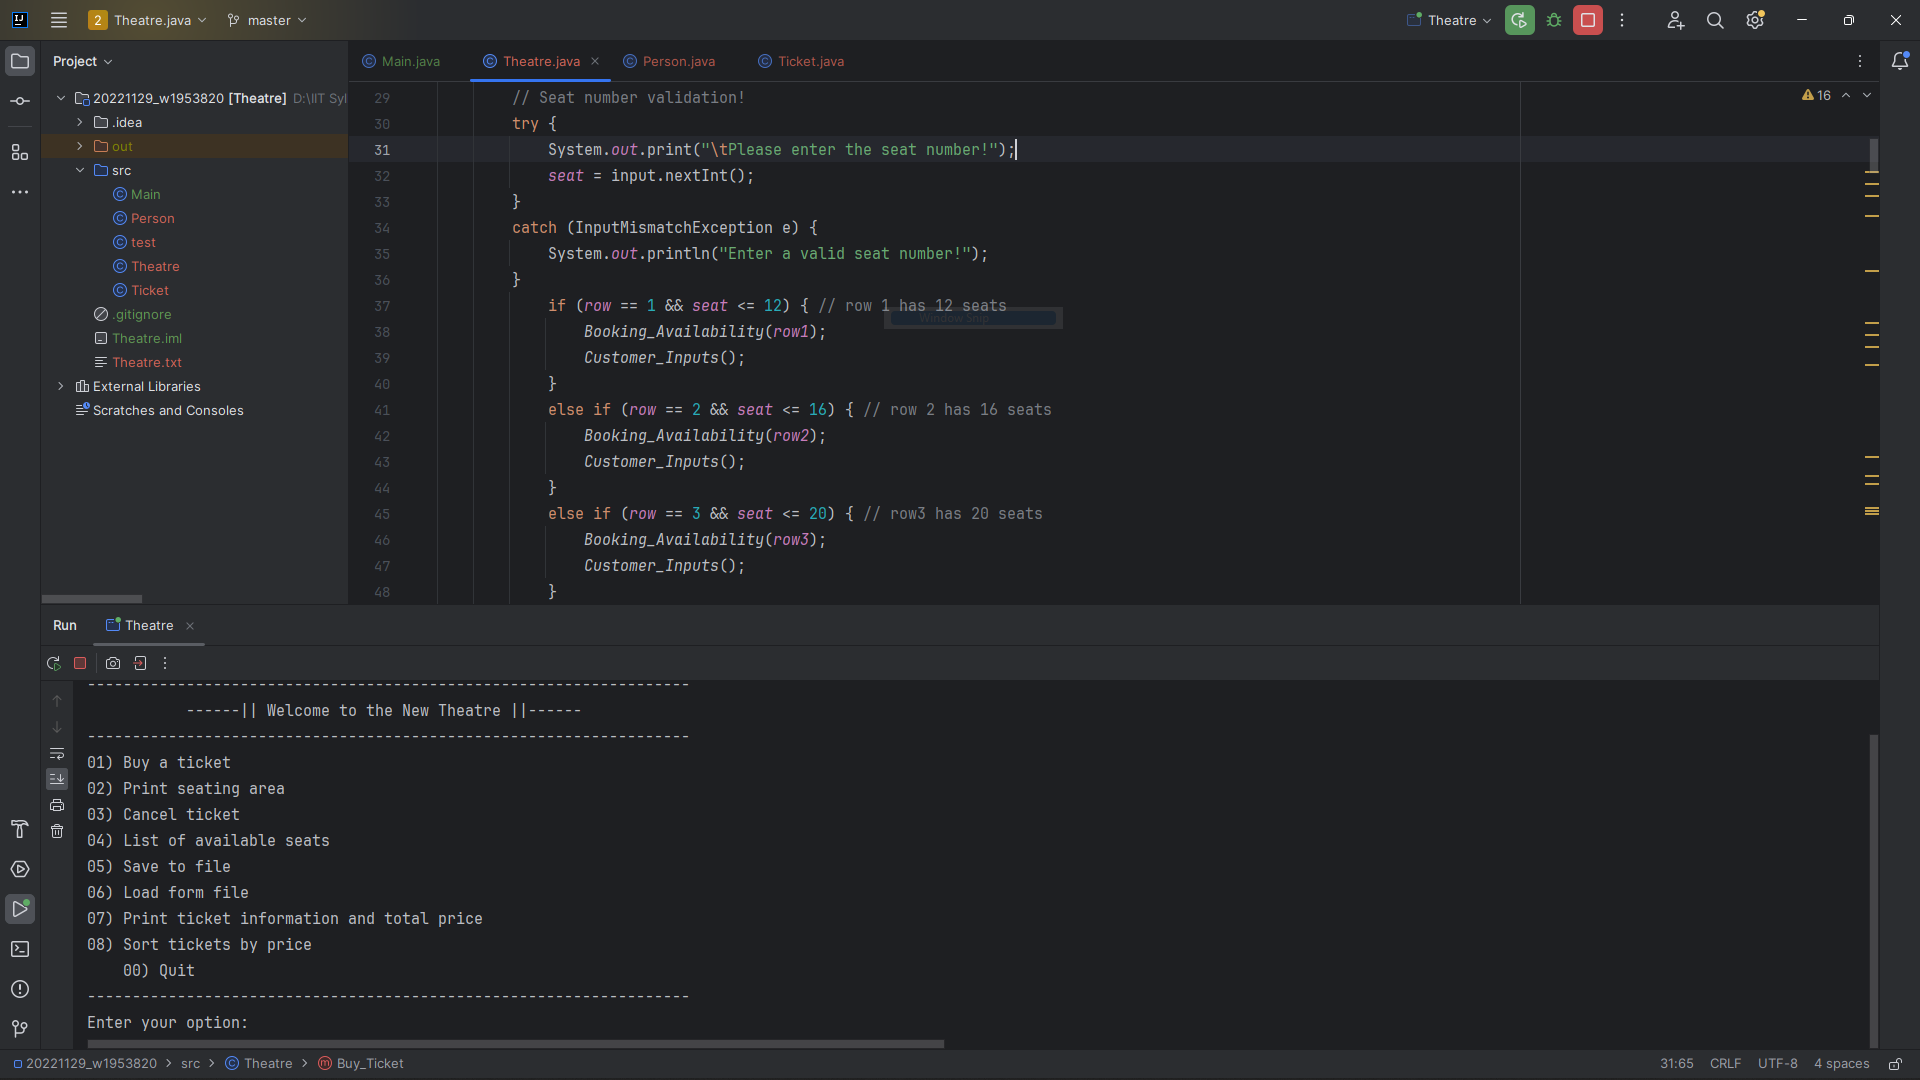 2 Theatre.java master Theatre
Project
Main.java Theatre.java Person.java Ticket.java
20221129_w1953820 [Theatre] D:\IIT Syl
.idea
out
src
Main
Person
test
Theatre
Ticket
.gitignore
Theatre.iml
Theatre.txt
External Libraries
Scratches and Consoles
16
29 // Seat number validation!
30 try {
31 System.out.print("\tPlease enter the seat number!");
32 seat = input.nextInt();
33 }
34 catch (InputMismatchException e) {
35 System.out.println("Enter a valid seat number!");
36 }
37 if (row == 1 && seat <= 12) { // row 1 has 12 seats
Window Snip
38 Booking_Availability(row1);
39 Customer_Inputs();
40 }
41 else if (row == 2 && seat <= 16) { // row 2 has 16 seats
42 Booking_Availability(row2);
43 Customer_Inputs();
44 }
45 else if (row == 3 && seat <= 20) { // row3 has 20 seats
46 Booking_Availability(row3);
47 Customer_Inputs();
48 }
Run Theatre
-------------------------------------------------------------------
------|| Welcome to the New Theatre ||------
-------------------------------------------------------------------
01) Buy a ticket
02) Print seating area
03) Cancel ticket
04) List of available seats
05) Save to file
06) Load form file
07) Print ticket information and total price
08) Sort tickets by price
00) Quit
-------------------------------------------------------------------
Enter your option:
20221129_w1953820 > src > Theatre > Buy_Ticket
31:65 CRLF UTF-8 4 spaces